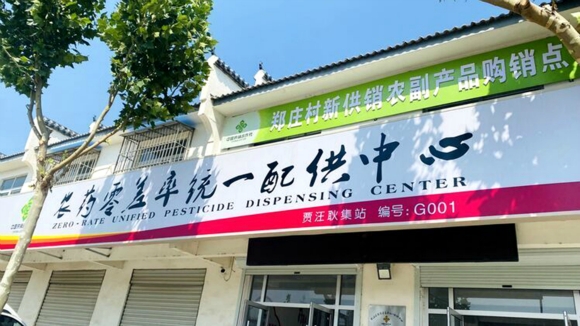 郑庄村新供销农副产品购销点
农药零差率统一配供中心
ZERO-RATE UNIFIED PESTICIDE DISPENSING CENTER
贾汪耿集站 编号:G001